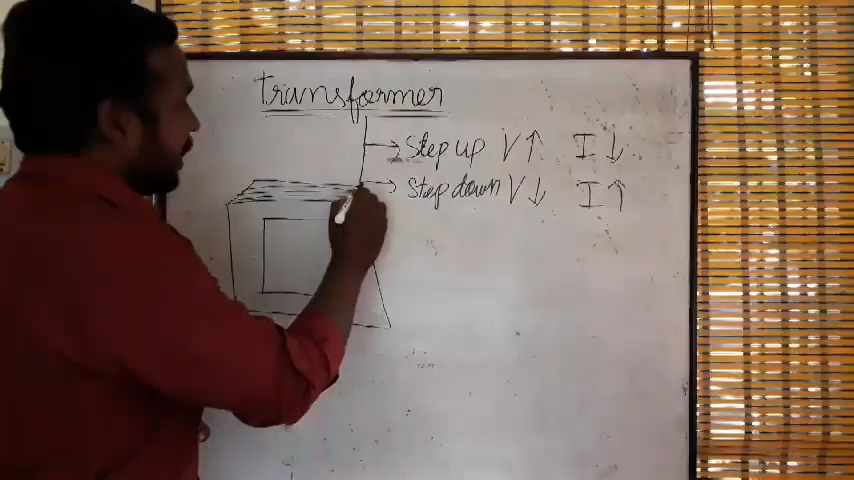 transformer
Step up V↑ I↓
Step down V↓ I↑